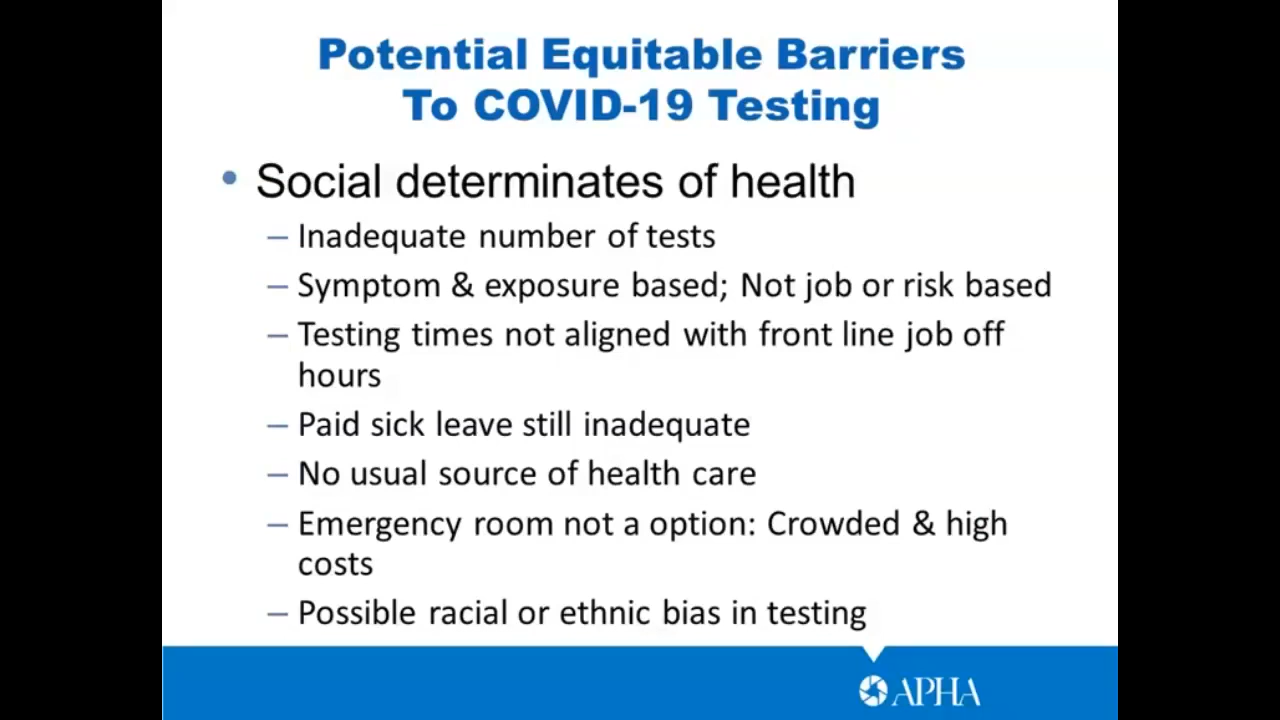 Potential Equitable Barriers
To COVID-19 Testing
• Social determinates of health
– Inadequate number of tests
– Symptom & exposure based; Not job or risk based
– Testing times not aligned with front line job off
hours
– Paid sick leave still inadequate
– No usual source of health care
– Emergency room not a option: Crowded & high
costs
– Possible racial or ethnic bias in testing
APHA